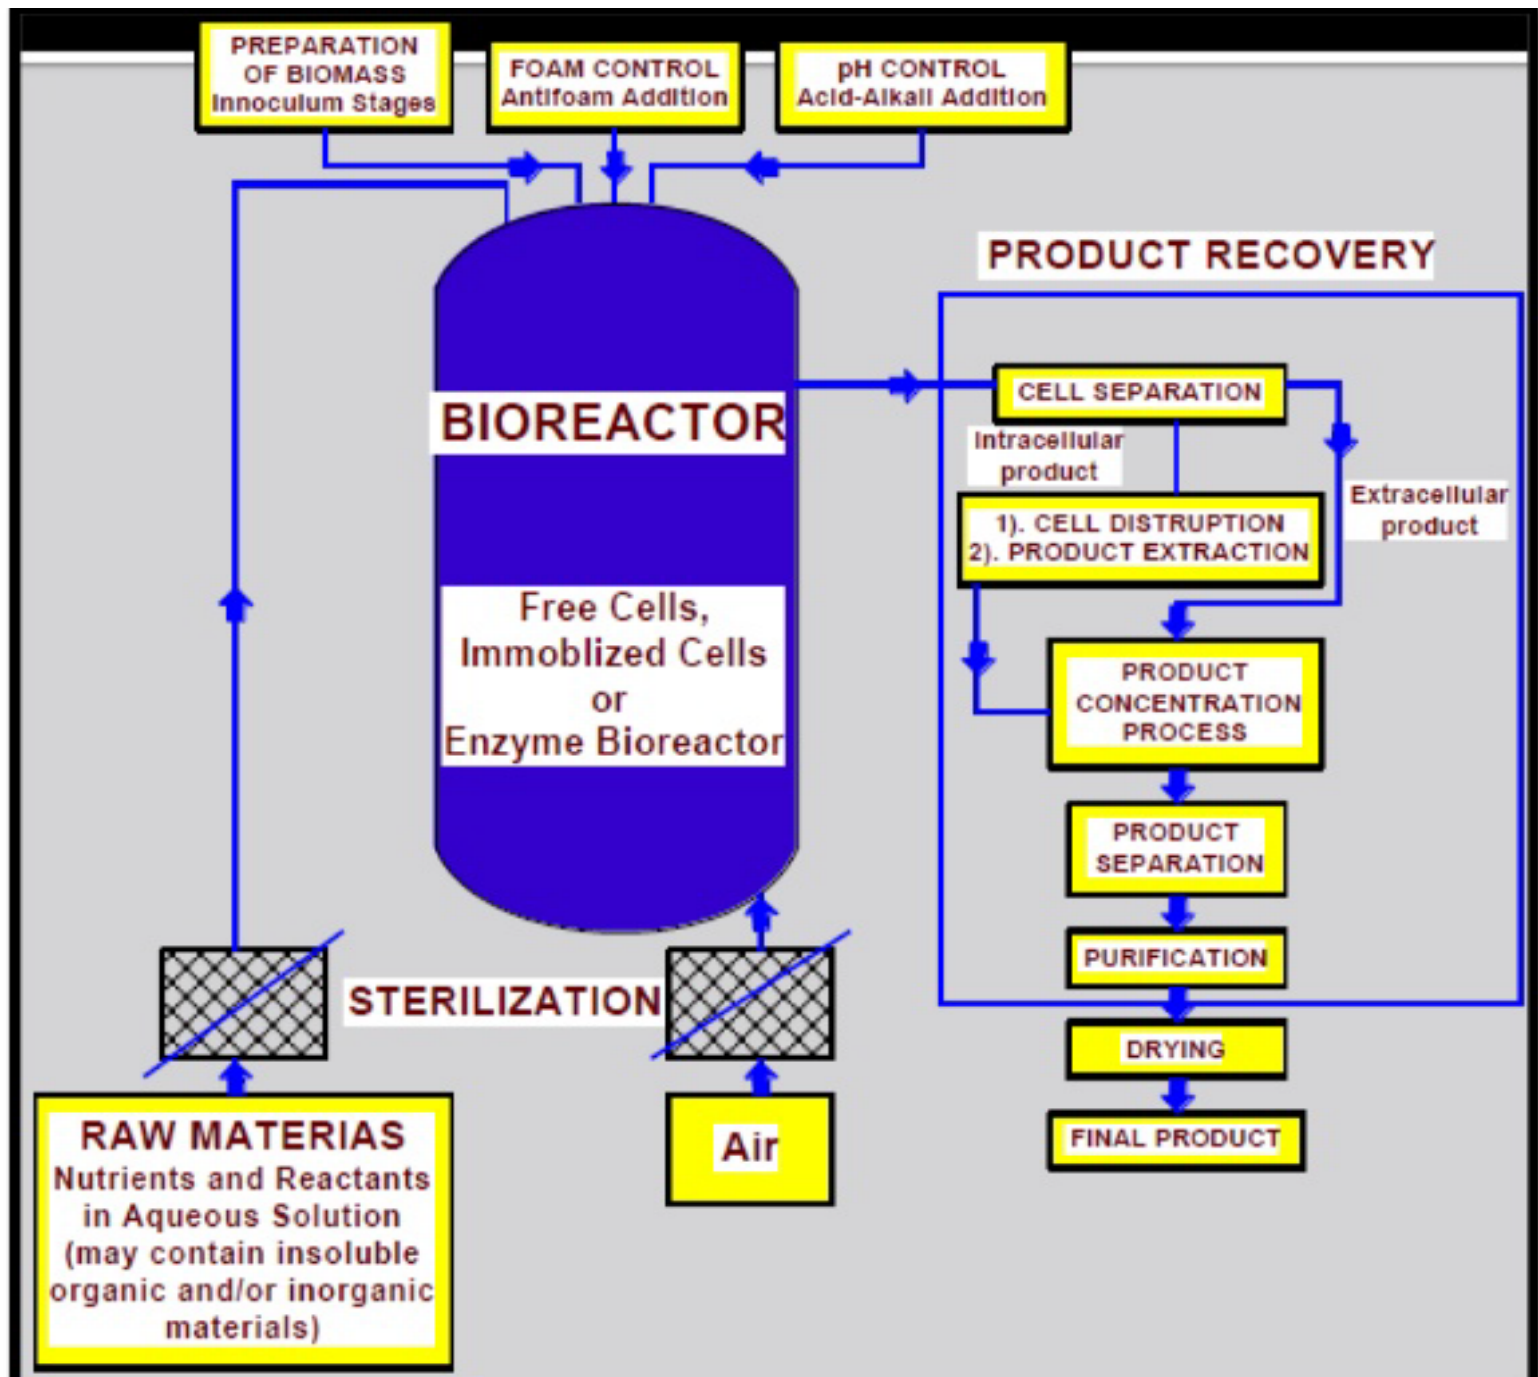 PREPARATION
OF BIOMASS
Innoculum Stages
FOAM CONTROL
Antifoam Addition
pH CONTROL
Acid-Alkali Addition
PRODUCT RECOVERY
BIOREACTOR
Free Cells,
Immoblized Cells
or
Enzyme Bioreactor
CELL SEPARATION
Intracellular
product
Extracellular
product
1). CELL DISTRUPTION
2). PRODUCT EXTRACTION
PRODUCT
CONCENTRATION
PROCESS
PRODUCT
SEPARATION
PURIFICATION
DRYING
FINAL PRODUCT
STERILIZATION
RAW MATERIAS
Nutrients and Reactants
in Aqueous Solution
(may contain insoluble
organic and/or inorganic
materials)
Air